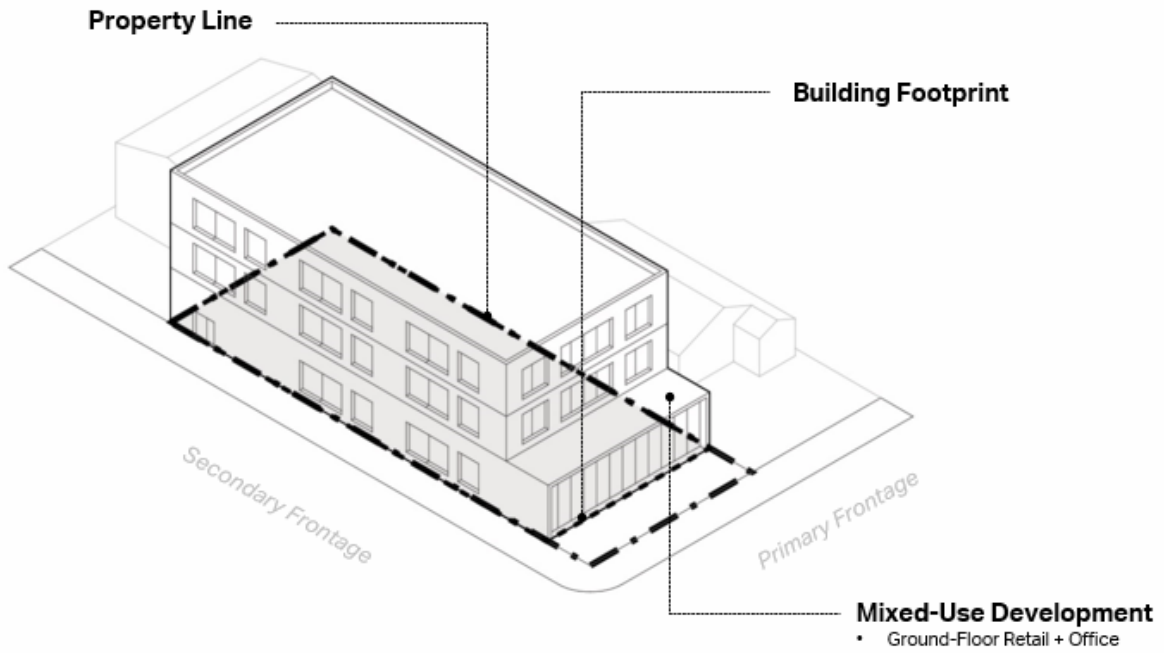 Property Line
Building Footprint
Secondary Frontage
Primary Frontage
Mixed-Use Development
• Ground-Floor Retail + Office